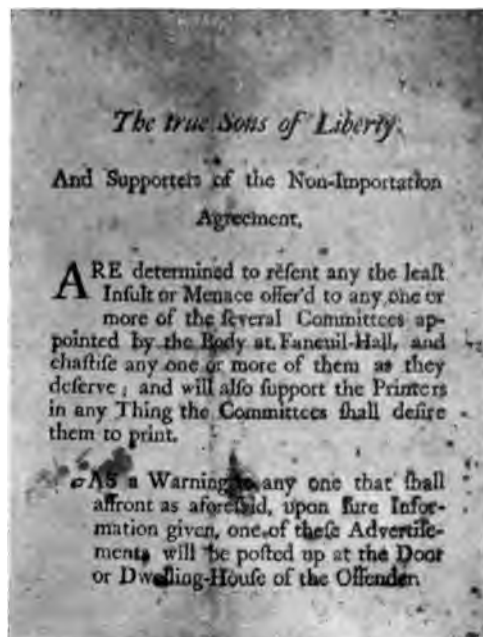 The true Sons of Liberty.
And Supporters of the Non-Importation
Agreement,
ARE determined to reſent any the leaſt
Inſult or Menace offer'd to any one or
more of the ſeveral Committees ap-
pointed by the Body at Faneuil-Hall, and
chaſtiſe any one or more of them as they
deſerve; and will alſo ſupport the Printers
in any Thing the Committees ſhall deſire
them to print.
☞AS a Warning to any one that ſhall
affront as aforeſaid, upon ſure Infor-
mation given, one of theſe Advertiſe-
ments will be poſted up at the Door
or Dwelling-Houſe of the Offender.